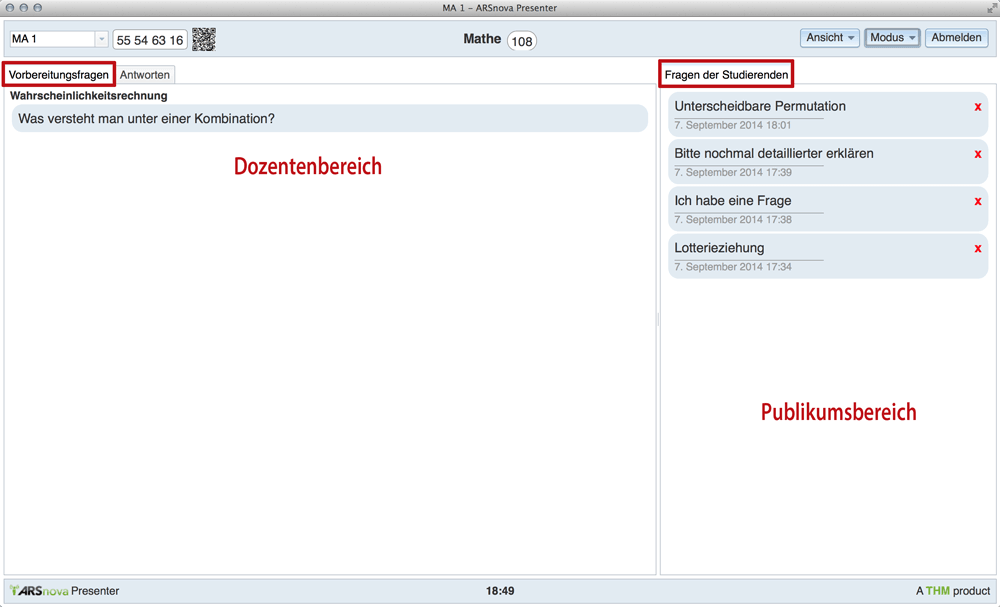 MA 1 – ARSnova Presenter
MA 1
55 54 63 16
Mathe 108
Ansicht
Modus
Abmelden
Vorbereitungsfragen
Antworten
Fragen der Studierenden
Wahrscheinlichkeitsrechnung
Was versteht man unter einer Kombination?
Dozentenbereich
Unterscheidbare Permutation
x
7. September 2014 18:01
Bitte nochmal detaillierter erklären
x
7. September 2014 17:39
Ich habe eine Frage
x
7. September 2014 17:38
Lotterieziehung
x
7. September 2014 17:34
Publikumsbereich
ARSnova Presenter
18:49
A THM product